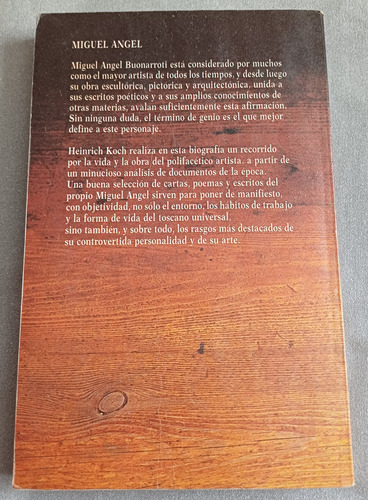 MIGUEL ANGEL
Miguel Angel Buonarroti está considerado por muchos
como el mayor artista de todos los tiempos, y desde luego
su obra escultórica, pictórica y arquitectónica, unida a
sus escritos poéticos y a sus amplios conocimientos de
otras materias, avalan suficientemente esta afirmación.
Sin ninguna duda, el término de genio es el que mejor
define a este personaje.
Heinrich Koch realiza en esta biografía un recorrido
por la vida y la obra del polifacético artista. a partir de
un minucioso analisis de documentos de la época.
Una buena selección de cartas, poemas y escritos del
propio Miguel Angel sirven para poner de manifiesto,
con objetividad, no solo el entorno, los hábitos de trabajo
y la forma de vida del toscano universal,
sino también, y sobre todo, los rasgos mas destacados de
su controvertida personalidad y de su arte.